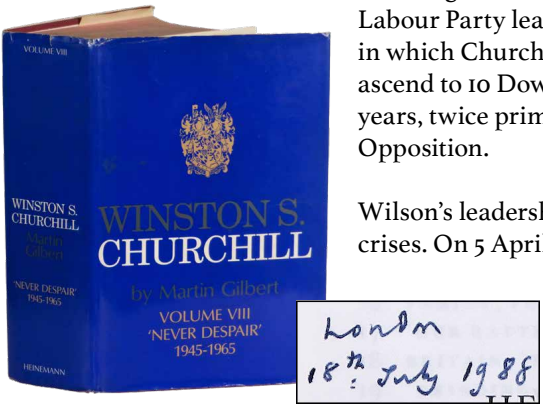 VOLUME VIII
WINSTON S.
CHURCHILL
Martin
Gilbert
'NEVER DESPAIR'
1945-1965
HEINEMANN
WINSTON S.
CHURCHILL
by Martin Gilbert
VOLUME VIII
'NEVER DESPAIR'
1945-1965
Labour Party lea
in which Church
ascend to 10 Dow
years, twice prim
Opposition.
Wilson's leadersh
crises. On 5 April
London
18th July 1988